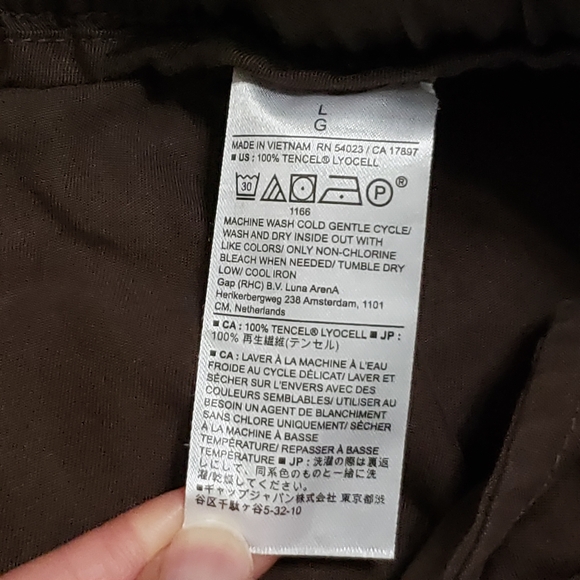 L
G
MADE IN VIETNAM RN 54023 / CA 17897
■ US : 100% TENCEL® LYOCELL
30 P ®
1166
MACHINE WASH COLD GENTLE CYCLE/
WASH AND DRY INSIDE OUT WITH
LIKE COLORS/ ONLY NON-CHLORINE
BLEACH WHEN NEEDED/ TUMBLE DRY
LOW/ COOL IRON
Gap (RHC) B.V. Luna ArenA
Herikerbergweg 238 Amsterdam, 1101
CM, Netherlands
■ CA : 100% TENCEL® LYOCELL ■ JP :
100% 再生繊維(テンセル)
■ CA : LAVER À LA MACHINE À L'EAU
FROIDE AU CYCLE DÉLICAT/ LAVER ET
SÉCHER SUR L'ENVERS AVEC DES
COULEURS SEMBLABLES/ UTILISER AU
BESOIN UN AGENT DE BLANCHIMENT
SANS CHLORE UNIQUEMENT/ SÉCHER
À LA MACHINE À BASSE
TEMPÉRATURE/ REPASSER À BASSE
TEMPÉRATURE ■ JP : 洗濯の際は裏返
しにして、同系色のものと一緒に洗
濯/乾燥してください。
■ギャップジャパン株式会社 東京都渋
谷区千駄ヶ谷5-32-10